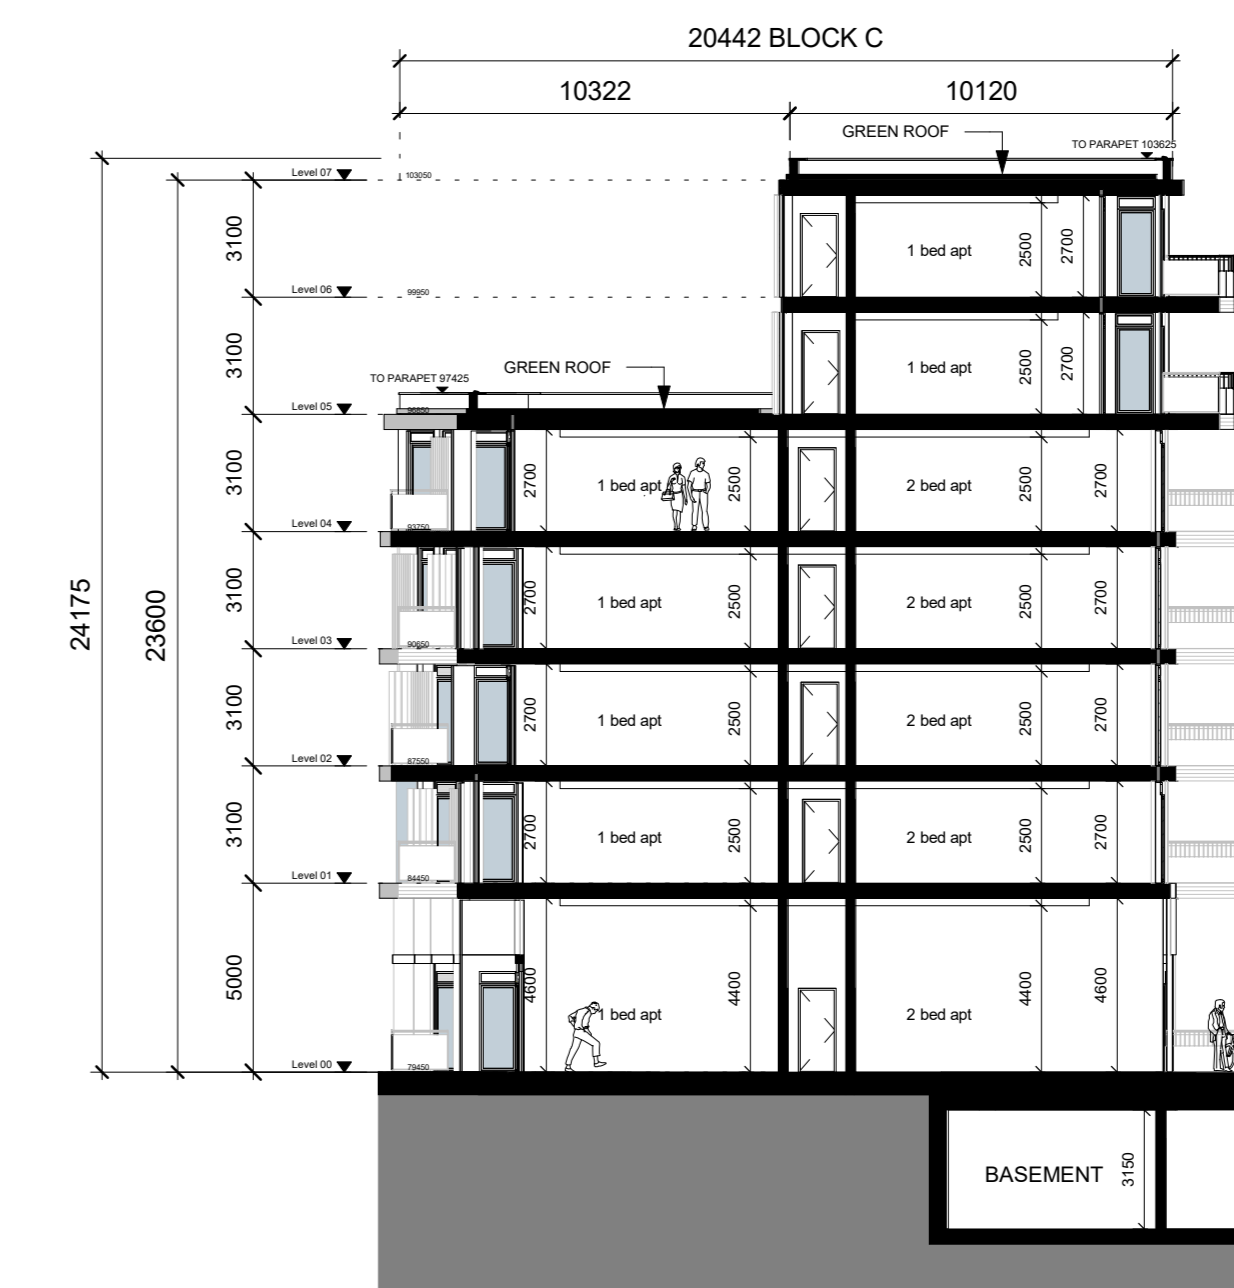 20442 BLOCK C
10322
10120
GREEN ROOF
TO PARAPET 103625
Level 07
103050
3100
1 bed apt
2500
2700
Level 06
99950
3100
1 bed apt
2500
2700
GREEN ROOF
TO PARAPET 97425
Level 05
96850
3100
2700
1 bed apt
2500
2 bed apt
2500
2700
Level 04
93750
3100
2700
1 bed apt
2500
2 bed apt
2500
2700
24175
23600
Level 03
90650
3100
2700
1 bed apt
2500
2 bed apt
2500
2700
Level 02
87550
3100
2700
1 bed apt
2500
2 bed apt
2500
2700
Level 01
84450
5000
4600
bed apt
4400
2 bed apt
4400
4600
Level 00
79450
BASEMENT
3150